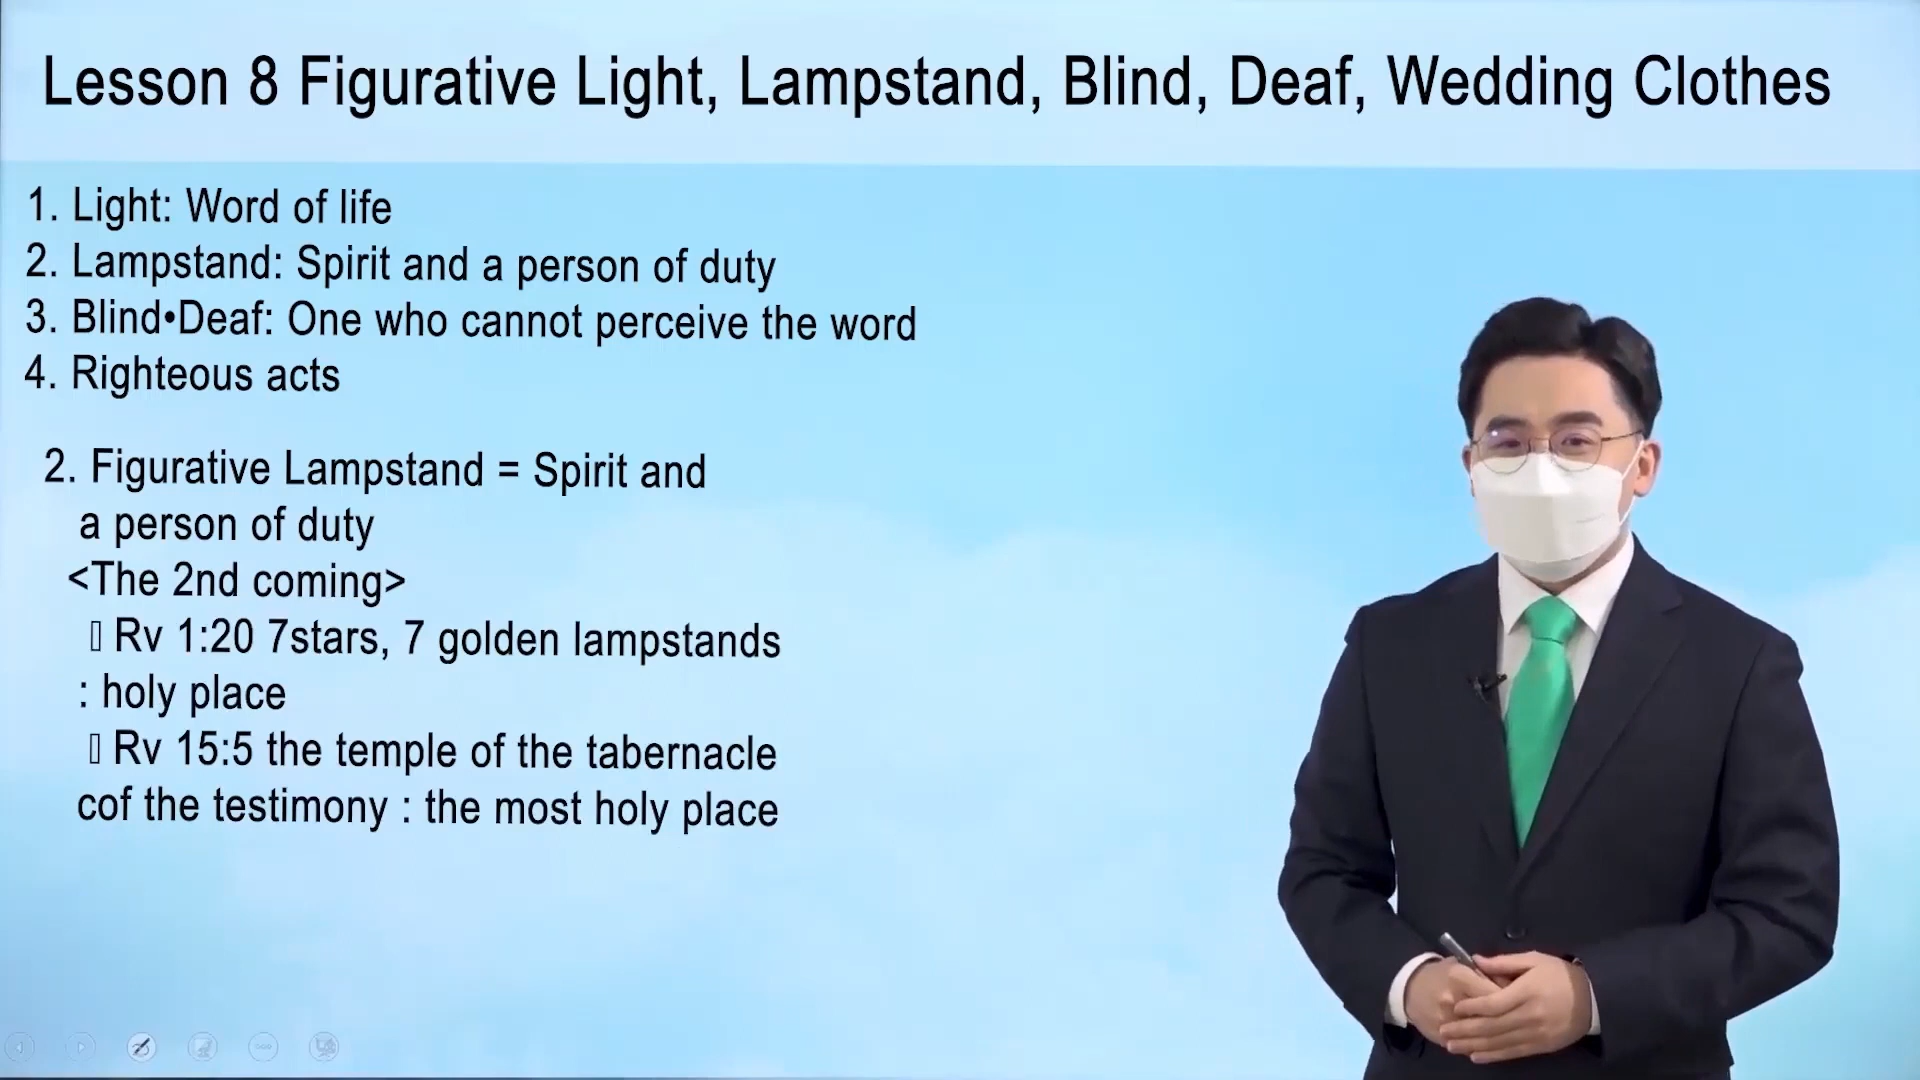 Lesson 8 Figurative Light, Lampstand, Blind, Deaf, Wedding Clothes
1. Light: Word of life
2. Lampstand: Spirit and a person of duty
3. Blind•Deaf: One who cannot perceive the word
4. Righteous acts
2. Figurative Lampstand = Spirit and
a person of duty
<The 2nd coming>
▯ Rv 1:20 7stars, 7 golden lampstands
: holy place
▯ Rv 15:5 the temple of the tabernacle
cof the testimony : the most holy place